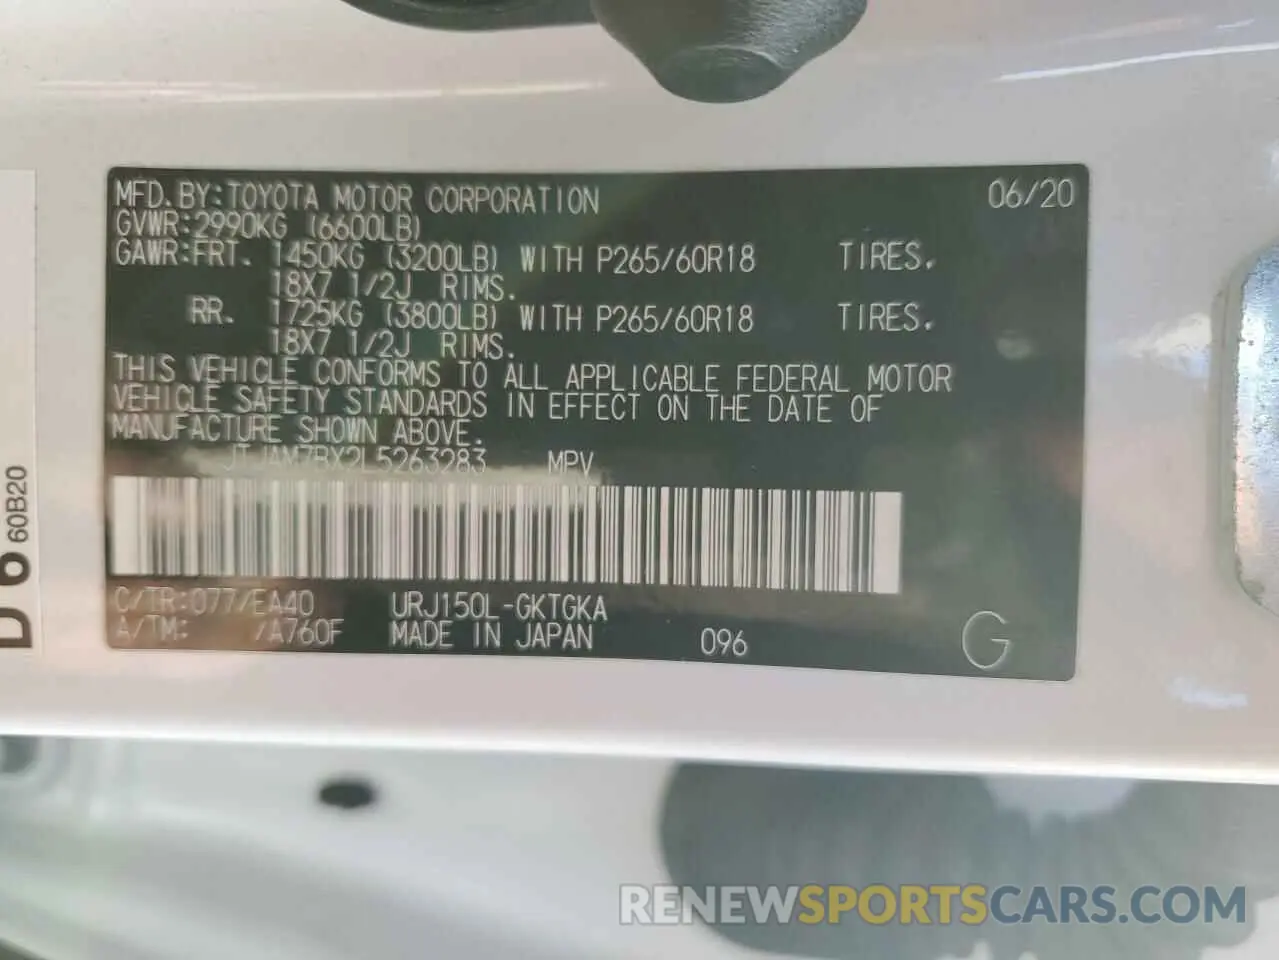 MFD.BY:TOYOTA MOTOR CORPORATION 06/20
GVWR:2990KG (6600LB)
GAWR:FRT. 1450KG (3200LB) WITH P265/60R18 TIRES.
18X7 1/2J RIMS.
RR. 1725KG (3800LB) WITH P265/60R18 TIRES.
18X7 1/2J RIMS.
THIS VEHICLE CONFORMS TO ALL APPLICABLE FEDERAL MOTOR
VEHICLE SAFETY STANDARDS IN EFFECT ON THE DATE OF
MANUFACTURE SHOWN ABOVE.
JTJAM7BX2L5263283 MPV
C/TR:077/EA40 URJ150L-GKTGKA
A/TM: /A760F MADE IN JAPAN 096 G
D6
60B20
RENEWSPORTSCARS.COM